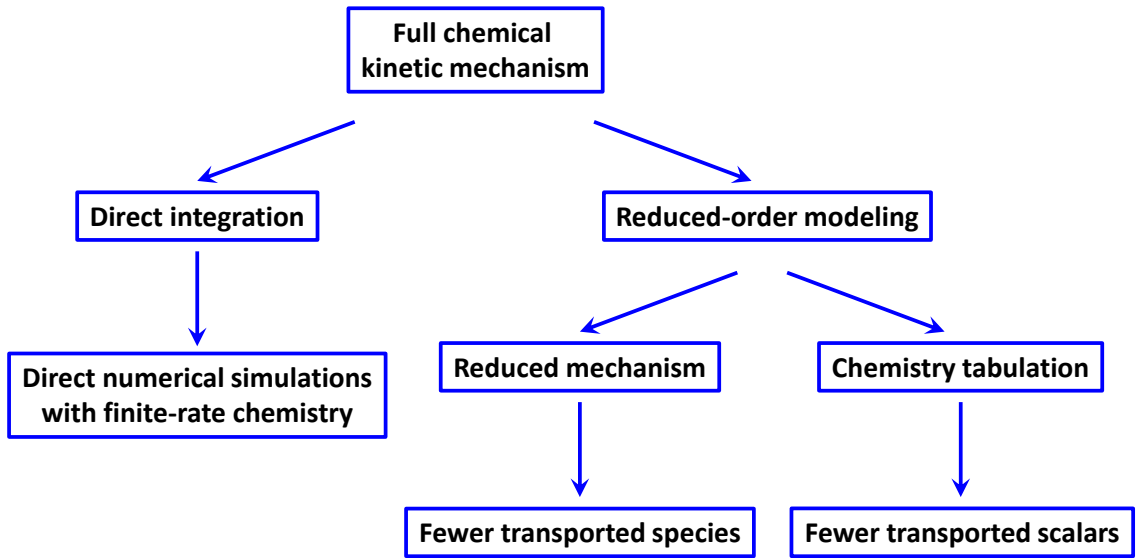 Full chemical
kinetic mechanism
Direct integration
Reduced-order modeling
Direct numerical simulations
with finite-rate chemistry
Reduced mechanism
Chemistry tabulation
Fewer transported species
Fewer transported scalars